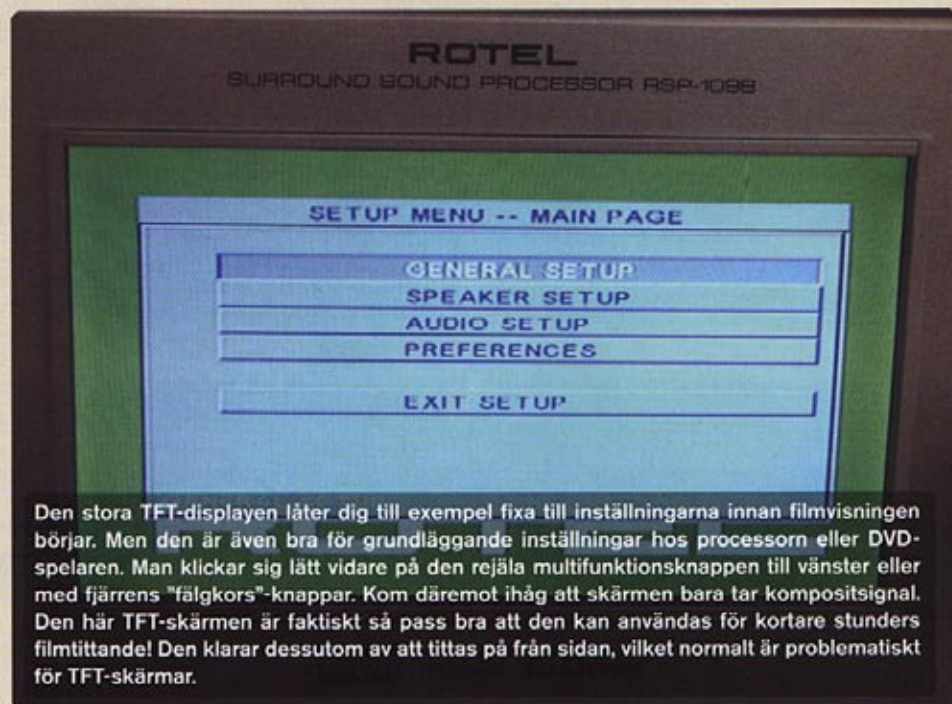 ROTEL
SURROUND SOUND PROCESSOR RSP-1098
SETUP MENU -- MAIN PAGE
GENERAL SETUP
SPEAKER SETUP
AUDIO SETUP
PREFERENCES
EXIT SETUP
ROTEL
Den stora TFT-displayen låter dig till exempel fixa till inställningarna innan filmvisningen
börjar. Men den är även bra för grundläggande inställningar hos processorn eller DVD-
spelaren. Man klickar sig lätt vidare på den rejäla multifunktionsknappen till vänster eller
med fjärrens "fälgkors"-knappar. Kom däremot ihåg att skärmen bara tar kompositsignal.
Den här TFT-skärmen är faktiskt så pass bra att den kan användas för kortare stunders
filmtittande! Den klarar dessutom av att tittas på från sidan, vilket normalt är problematiskt
för TFT-skärmar.